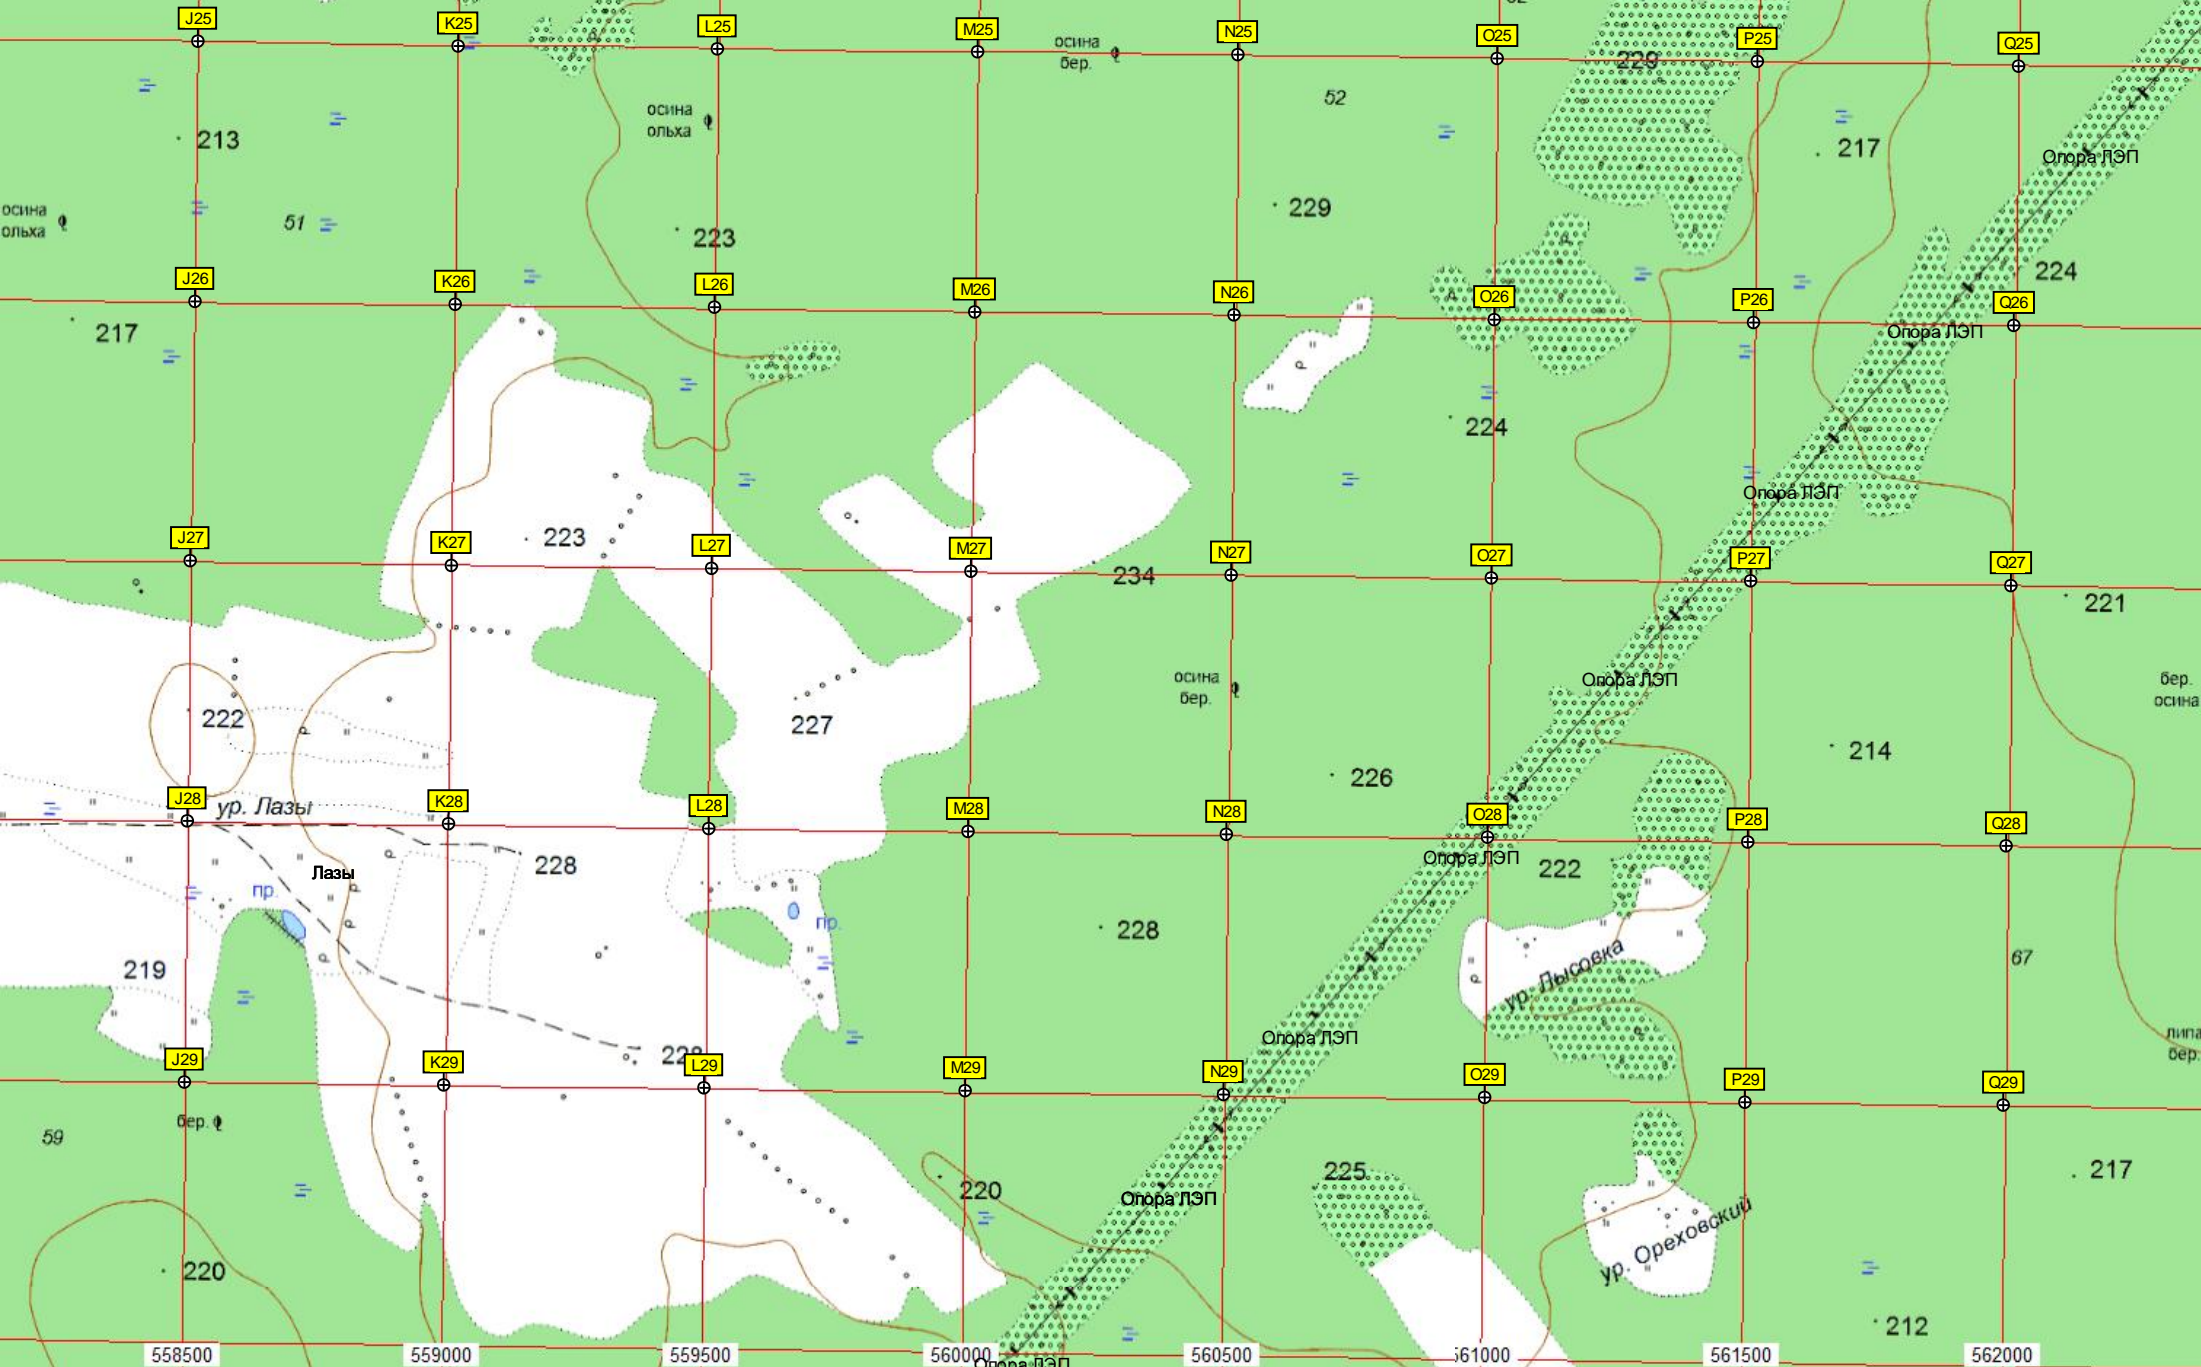 J25
K25
L25
M25
N25
O25
P25
Q25
осина
бер.
229
52
осина
ольха
213
217
Опора ЛЭП
осина
ольха
51
223
229
224
J26
K26
L26
M26
N26
O26
P26
Q26
217
Опора ЛЭП
224
Опора ЛЭП
J27
K27
L27
M27
N27
O27
P27
Q27
223
234
221
осина
бер.
Опора ЛЭП
бер.
осина
222
227
226
214
J28
K28
L28
M28
N28
O28
P28
Q28
ур. Лазы
228
Лазы
Опора ЛЭП
222
пр.
пр.
228
219
ур. Лысовка
67
Опора ЛЭП
липа
бер.
228
J29
K29
L29
M29
N29
O29
P29
Q29
бер.
59
225
217
220
Опора ЛЭП
ур. Ореховский
220
212
558500
559000
559500
560000
560500
561000
561500
562000
Опора ЛЭП